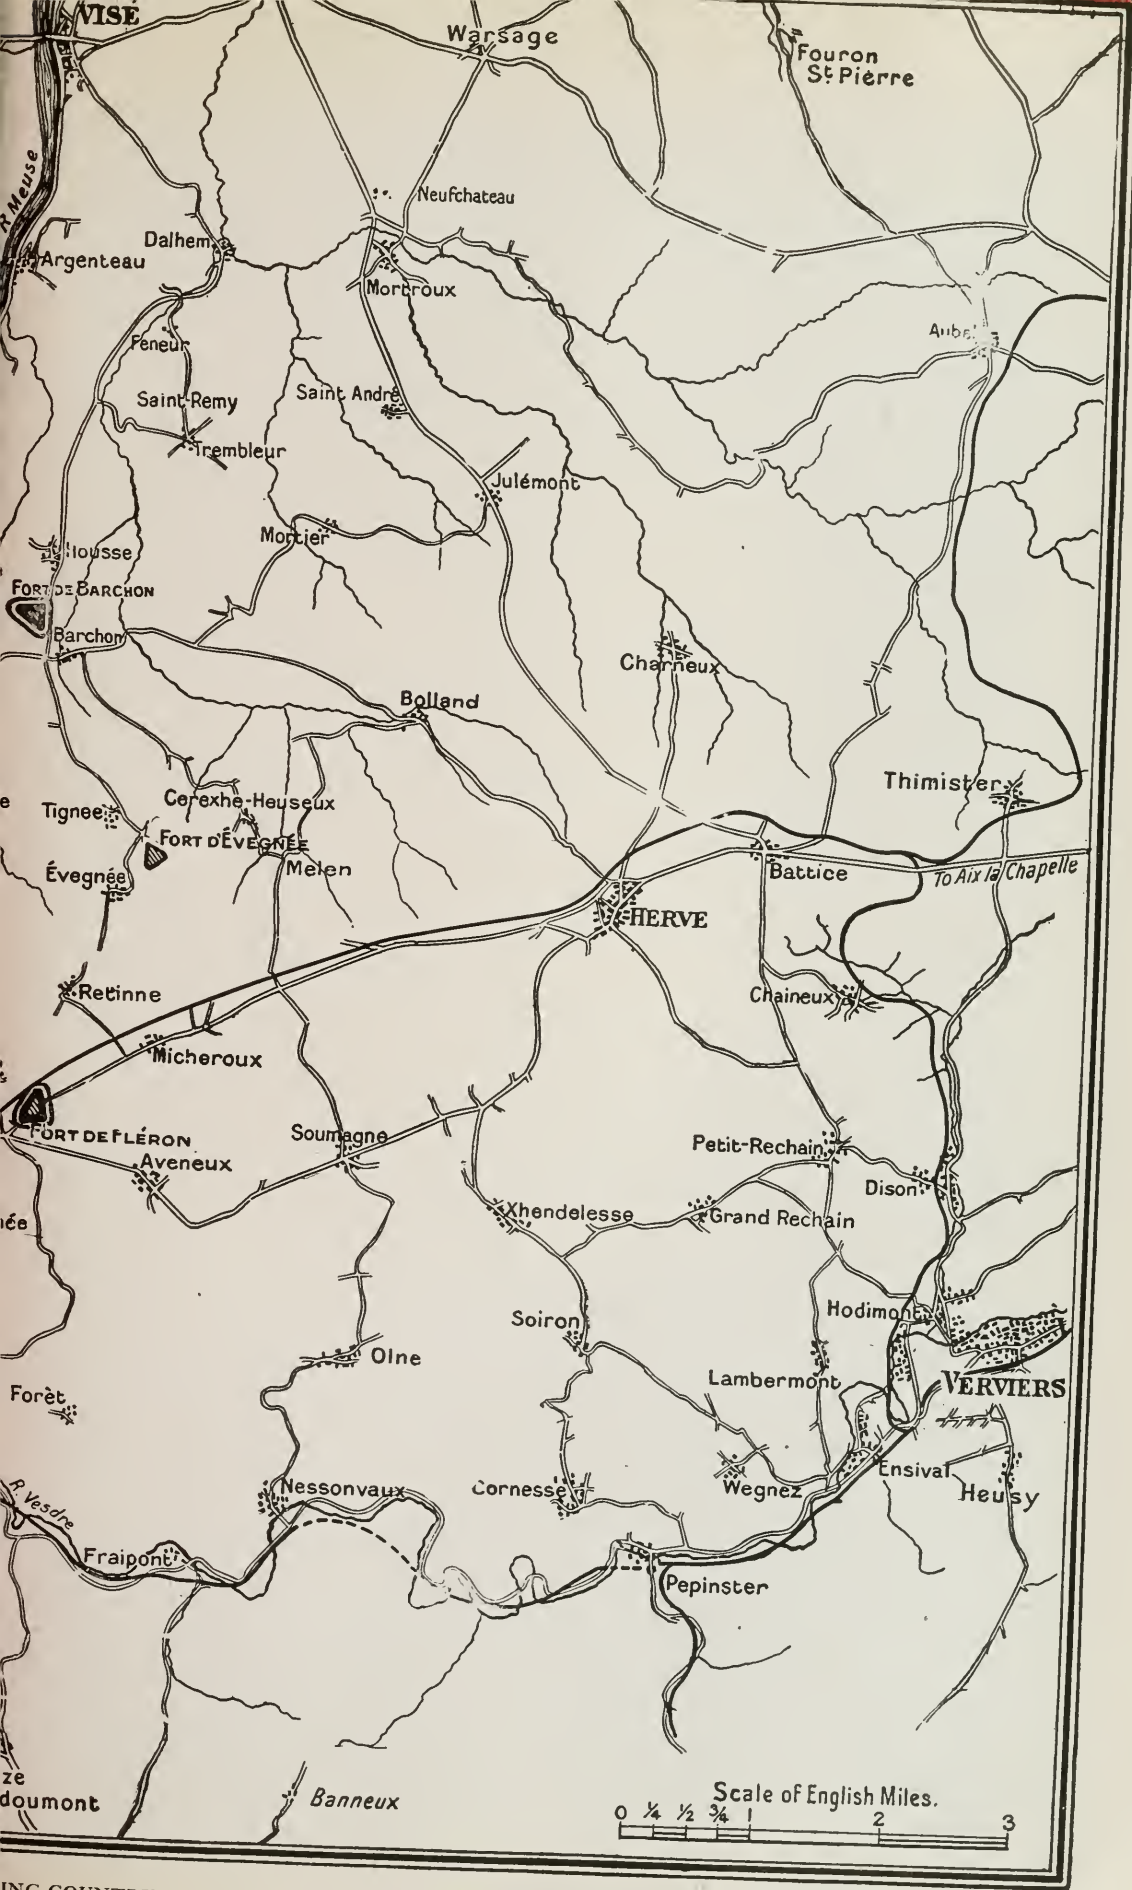 VISÉ
Warsage
Fouron
St. Pierre
R Meuse
Neufchateau
Dalhem
Argenteau
Mortroux
Feneur
Aubel
Saint-Remy
Saint André
Trembleur
Julémont
Mortier
Housse
FORT DE BARCHON
Barchon
Charneux
Bolland
Thimister
Cerexhe-Heuseux
Tignee
FORT D'ÉVEGNÉE
Évegnée
Melen
Battice
To Aix la Chapelle
HERVE
Retinne
Chaineux
Micheroux
FORT DE FLÉRON
Soumagne
Petit-Rechain
Aveneux
Dison
Xhendelesse
Grand Rechain
Hodimont
Soiron
Olne
Lambermont
VERVIERS
Forèt
Ensival
R. Vesdre
Nessonvaux
Cornesse
Wegnez
Heusy
Fraipont
Pepinster
ze
doumont
Banneux
Scale of English Miles.
0 ¼ ½ ¾ 1 2 3